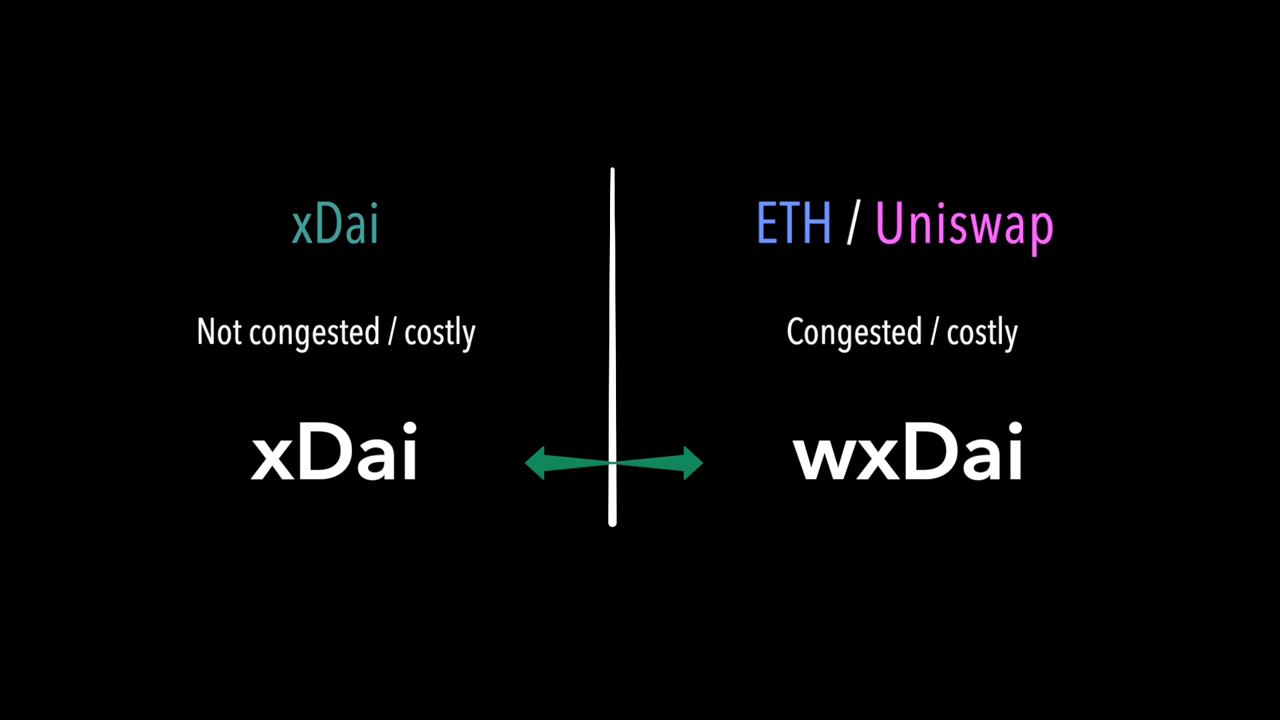 xDai
Not congested / costly
xDai
ETH / Uniswap
Congested / costly
wxDai